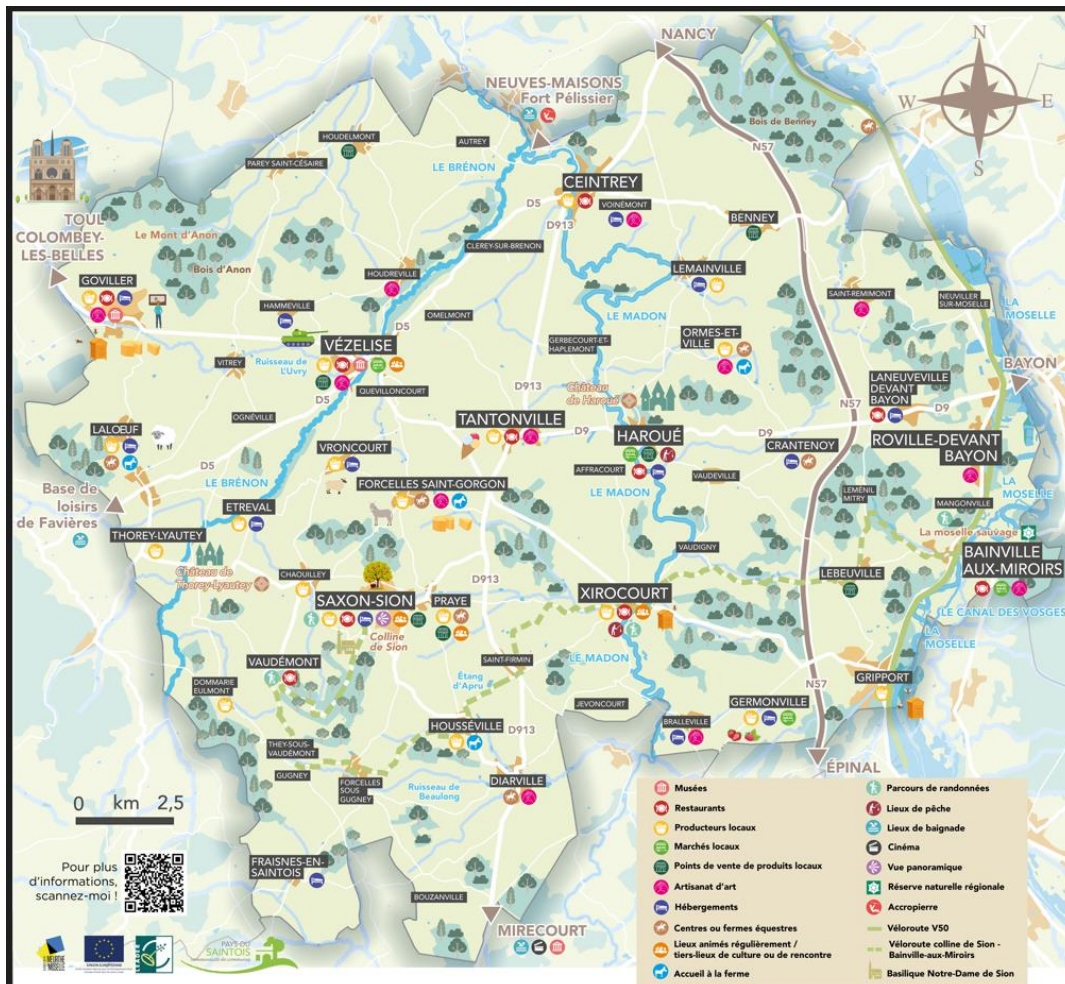 NANCY
NEUVES-MAISONS
Fort Pélissier
N
W
E
S
Bois de Benney
N57
HOUDELMONT
AUTREY
PAREY SAINT-CÉSAIRE
LE BRÉNON
CEINTREY
D5
D913
VOINÉMONT
BENNEY
TOUL
COLOMBEY-
LES-BELLES
Le Mont d'Anon
Bois d'Anon
CLEREY-SUR-BRENON
GOVILLER
HOUDREVILLE
LEMAINVILLE
SAINT-REMIMONT
NEUVILLER
SUR-MOSELLE
LA
MOSELLE
HAMMEVILLE
OMELMONT
LE MADON
D5
VÉZELISE
GERBECOURT-ET-
HAPLEMONT
ORMES-ET-
VILLE
BAYON
VITREY
Ruisseau de
L'Uvry
QUEVILLONCOURT
D913
Château
de Haroué
N57
LANEUVEVILLE
DEVANT
BAYON
D9
D5
OGNÉVILLE
TANTONVILLE
D9
HAROUÉ
D9
CRANTENOY
ROVILLE-DEVANT
BAYON
LALOEUF
VRONCOURT
AFFRACOURT
VAUDEVILLE
D5
LE BRÉNON
FORCELLES SAINT-GORGON
LE MADON
LEMÉNIL
MITRY
LA
MOSELLE
Base de
loisirs
de Favières
ETREVAL
MANGONVILLE
THOREY-LYAUTEY
VAUDIGNY
La moselle sauvage
Château de
Thorey-Lyautey
CHAOUILLEY
D913
LEBEUVILLE
BAINVILLE
AUX-MIROIRS
SAXON-SION
PRAYE
XIROCOURT
LE CANAL DES VOSGES
Colline
de Sion
LA
MOSELLE
VAUDÉMONT
SAINT-FIRMIN
LE MADON
Étang
d'Apru
DOMMARIE
EULMONT
GRIPPORT
N57
JEVONCOURT
GERMONVILLE
HOUSSÉVILLE
D913
BRALLEVILLE
THEY-SOUS-
VAUDÉMONT
GUGNEY
FORCELLES
SOUS
GUGNEY
Ruisseau de
Beaulong
DIARVILLE
ÉPINAL
0 km 2,5
Pour plus
d'informations,
scannez-moi !
FRAISNES-EN-
SAINTOIS
BOUZANVILLE
MIRECOURT
Musées
Restaurants
Producteurs locaux
Marchés locaux
Points de vente de produits locaux
Artisanat d'art
Hébergements
Centres ou fermes équestres
Lieux animés régulièrement /
tiers-lieux de culture ou de rencontre
Accueil à la ferme
Parcours de randonnées
Lieux de pêche
Lieux de baignade
Cinéma
Vue panoramique
Réserve naturelle régionale
Accropierre
Véloroute V50
Véloroute colline de Sion -
Bainville-aux-Miroirs
Basilique Notre-Dame de Sion
PAYS DU
SAINTOIS